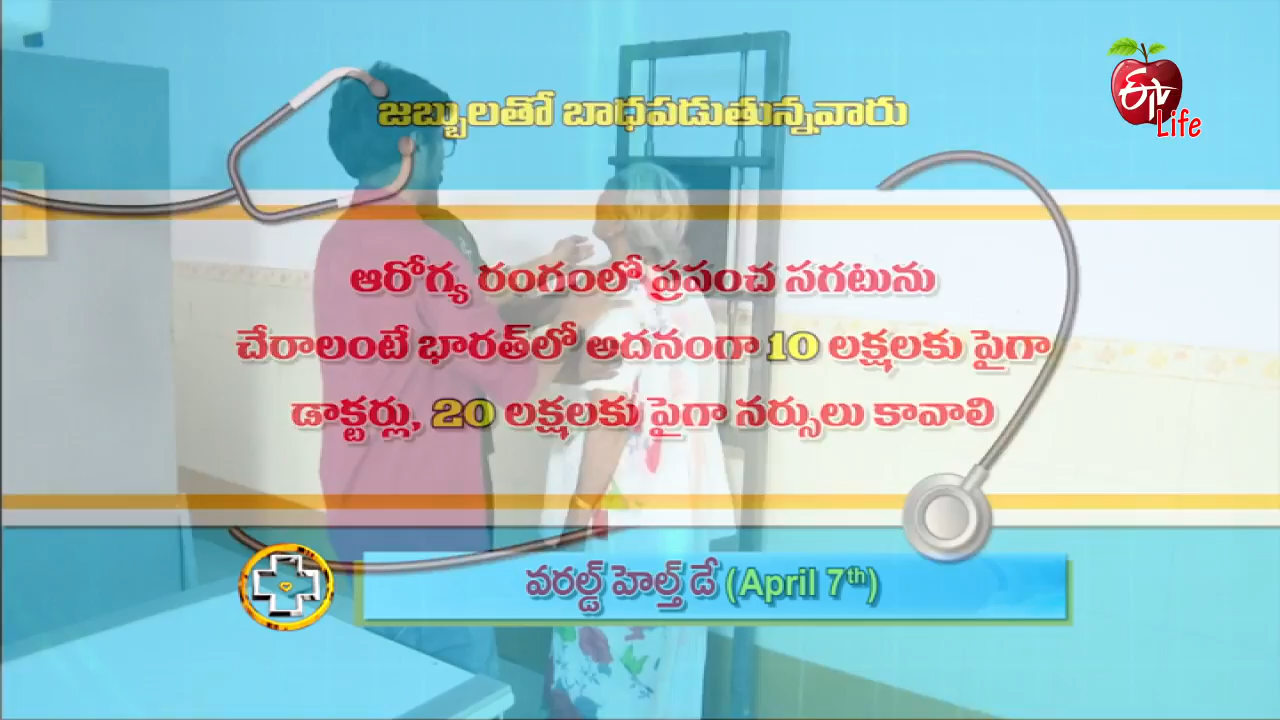 జబ్బులతో బాధపడుతున్నవారు
ఈtv
Life
ఆరోగ్య రంగంలో ప్రపంచ సగటును
చేరాలంటే భారత్‌లో అదనంగా 10 లక్షలకు పైగా
డాక్టర్లు, 20 లక్షలకు పైగా నర్సులు కావాలి
వరల్డ్ హెల్త్ డే (April 7th)